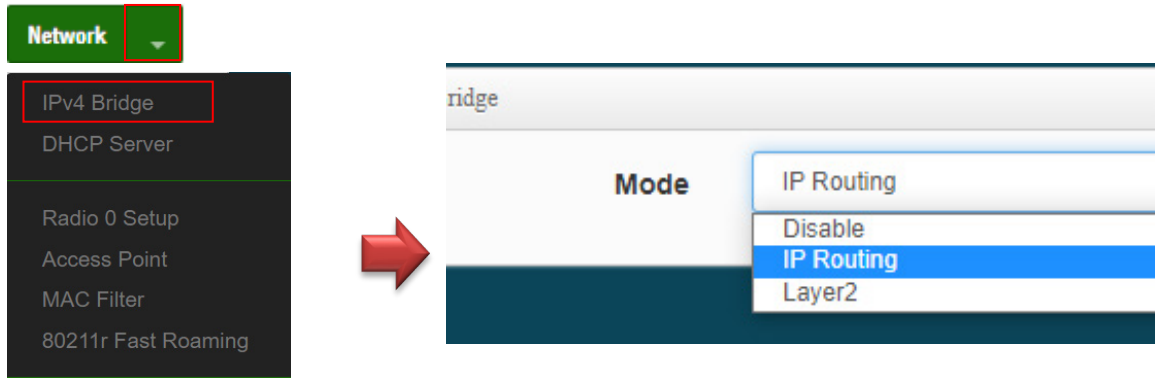 Network
IPv4 Bridge
DHCP Server
Radio 0 Setup
Access Point
MAC Filter
80211r Fast Roaming
ridge
Mode
IP Routing
Disable
IP Routing
Layer2